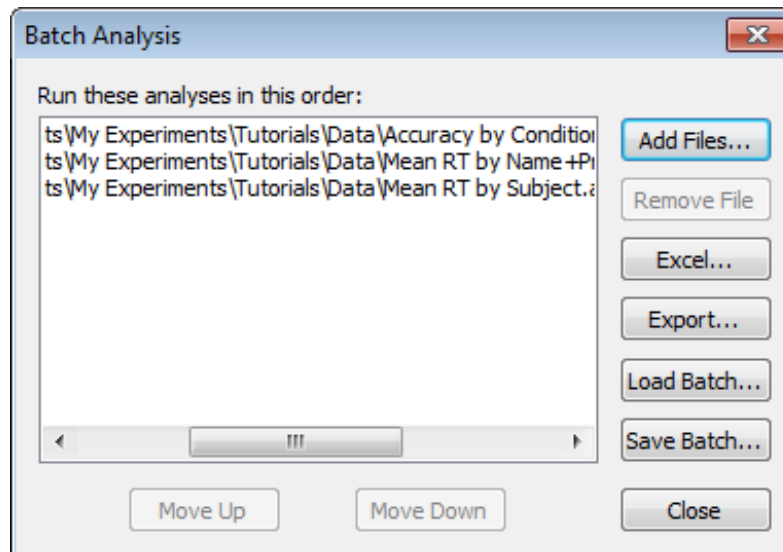 Batch Analysis
Run these analyses in this order:
ts\My Experiments\Tutorials\Data\Accuracy by Condition
ts\My Experiments\Tutorials\Data\Mean RT by Name+Pr
ts\My Experiments\Tutorials\Data\Mean RT by Subject.a
Add Files...
Remove File
Excel...
Export...
Load Batch...
Save Batch...
Move Up
Move Down
Close